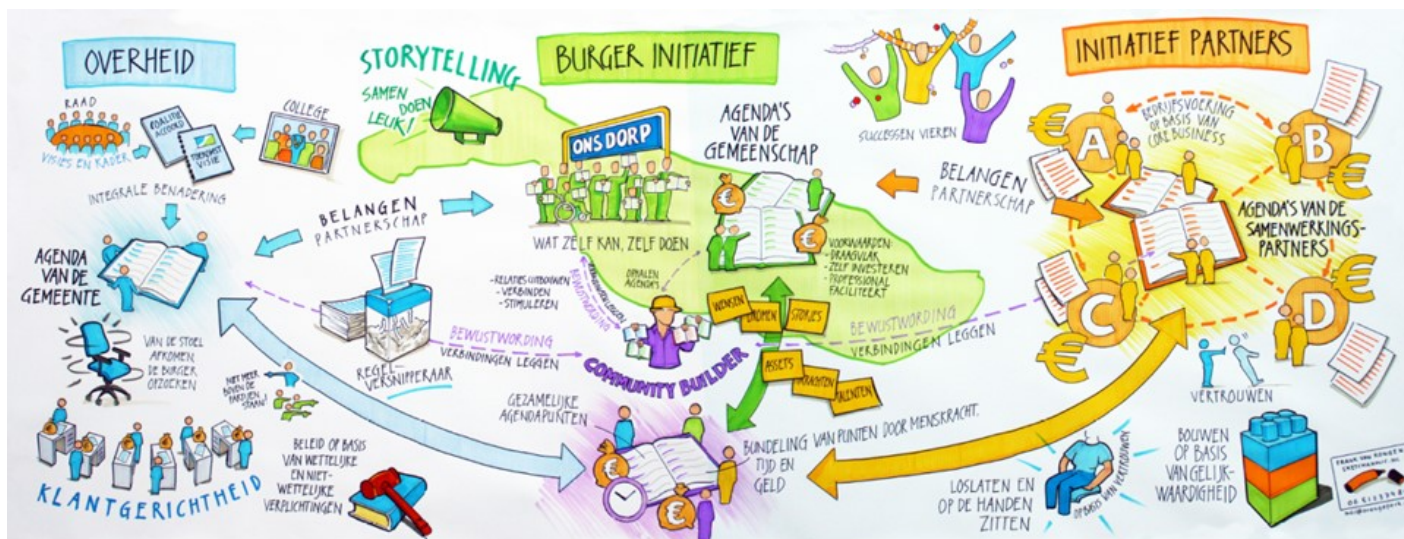 OVERHEID
RAAD
VISIES EN KADER
COALITIE
ACCOORD
TOEKOMST
VISIE
COLLEGE
INTEGRALE BENADERING
AGENDA
VAN DE
GEMEENTE
BELANGEN
PARTNERSCHAP
VAN DE STOEL
AFKOMEN,
DE BURGER
OPZOEKEN
NIET MEER
BOVEN DE
PARTIJEN
STAAN!
REGEL-
VERSNIPPERAAR
KLANTGERICHTHEID
BELEID OP BASIS
VAN WETTELIJKE
EN NIET-
WETTELIJKE
VERPLICHTINGEN
STORYTELLING
SAMEN
DOEN
LEUK!
BURGER INITIATIEF
ONS DORP
WAT ZELF KAN, ZELF DOEN
AGENDA'S
VAN DE
GEMEENSCHAP
VOORWAARDEN:
-DRAAGVLAK
-ZELF INVESTEREN
-PROFESSIONAL
FACILITEERT
OPHALEN
AGENDA'S
-RELATIES UITBOUWEN
-VERBINDEN
-STIMULEREN
BEWUSTWORDING
BEWUSTWORDING
VERBINDINGEN LEGGEN
COMMUNITY BUILDER
WENSEN
DROMEN
STORIES
ASSETS
TALENTEN
GEZAMELIJKE
AGENDAPUNTEN
BUNDELING VAN PUNTEN DOOR MENSKRACHT,
TIJD EN
GELD
SUCCESSEN VIEREN
BELANGEN
PARTNERSCHAP
BEWUSTWORDING
VERBINDINGEN LEGGEN
INITIATIEF PARTNERS
A
B
C
D
BEDRIJFSVOERING
OP BASIS VAN
CORE BUSINESS
AGENDA'S VAN DE
SAMENWERKINGS-
PARTNERS
VERTROUWEN
LOSLATEN EN
OP DE HANDEN
ZITTEN
OP BASIS VAN VERTROUWEN
BOUWEN
OP BASIS
VAN GELIJK-
WAARDIGHEID